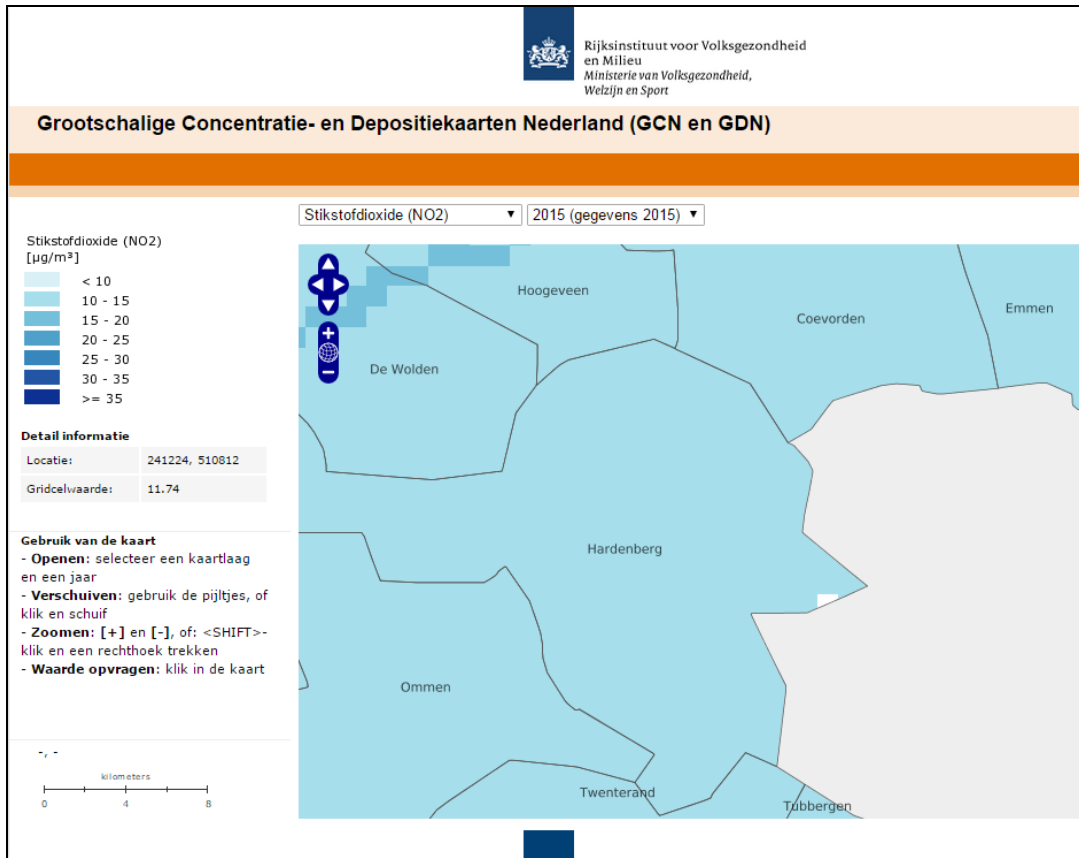 Rijksinstituut voor Volksgezondheid
en Milieu
Ministerie van Volksgezondheid,
Welzijn en Sport
Grootschalige Concentratie- en Depositiekaarten Nederland (GCN en GDN)
Stikstofdioxide (NO2) ▼ 2015 (gegevens 2015) ▼
Stikstofdioxide (NO2)
[µg/m³]
< 10
10 - 15
15 - 20
20 - 25
25 - 30
30 - 35
>= 35
Detail informatie
Locatie: 241224, 510812
Gridcelwaarde: 11.74
Gebruik van de kaart
- Openen: selecteer een kaartlaag
en een jaar
- Verschuiven: gebruik de pijltjes, of
klik en schuif
- Zoomen: [+] en [-], of: <SHIFT>-
klik en een rechthoek trekken
- Waarde opvragen: klik in de kaart
-, -
kilometers
0 4 8
Hoogeveen
Emmen
Coevorden
De Wolden
Hardenberg
Ommen
Twenterand
Tubbergen